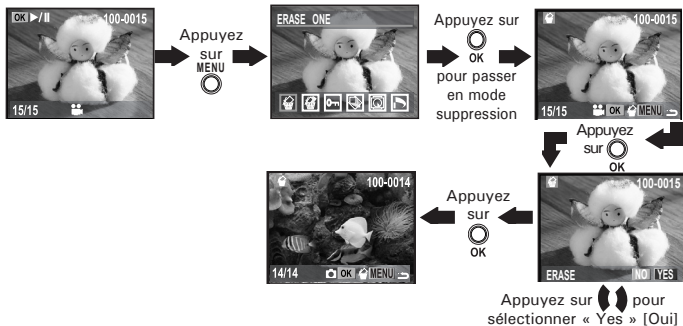 OK ▶/II 100-0015
15/15
Appuyez
sur
MENU
ERASE ONE
Appuyez sur
OK
pour passer
en mode
suppression
100-0015
15/15 OK MENU
Appuyez
sur
OK
100-0015
ERASE NO YES
Appuyez sur pour
sélectionner « Yes » [Oui]
Appuyez
sur
OK
100-0014
14/14 OK MENU